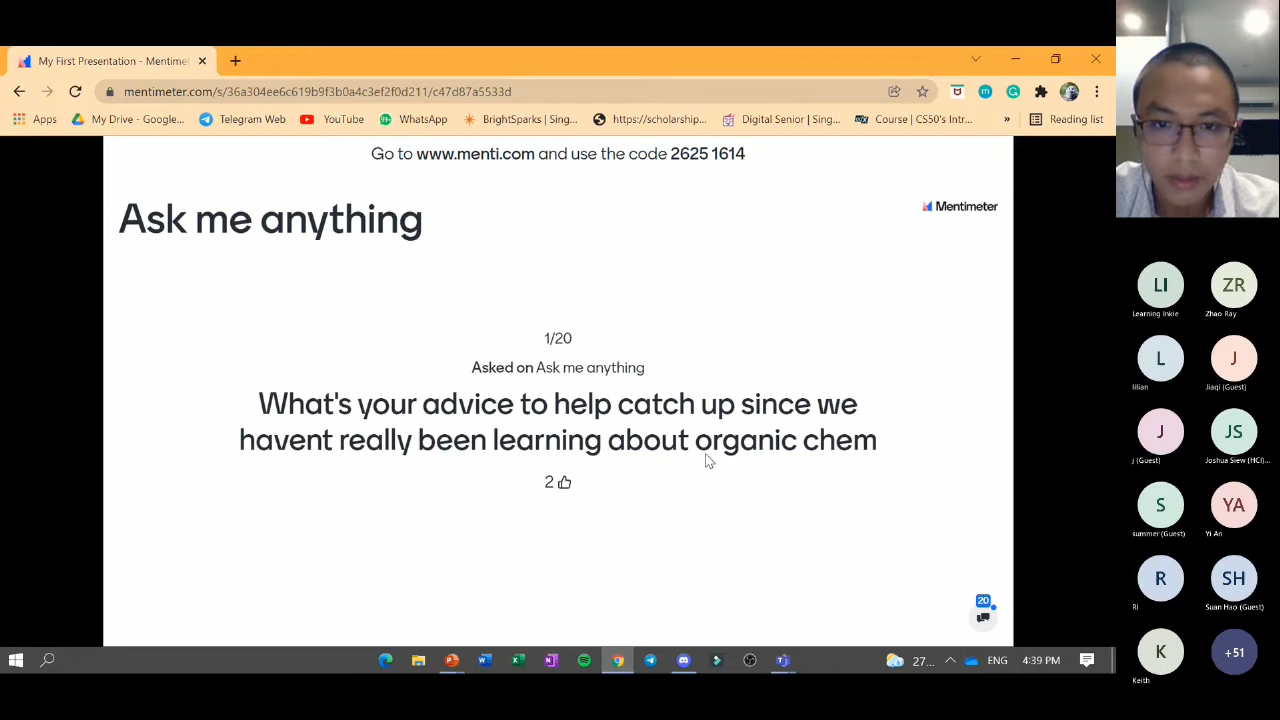 My First Presentation - Mentime
mentimeter.com/s/36a304ee6c619b9f3b0a4c3ef2f0d211/c47d87a5533d
Apps
My Drive - Google...
Telegram Web
YouTube
WhatsApp
BrightSparks | Sing...
https://scholarship...
Digital Senior | Sing...
Course | CS50's Intr...
»
Reading list
Go to www.menti.com and use the code 2625 1614
Ask me anything
Mentimeter
1/20
Asked on Ask me anything
What's your advice to help catch up since we
havent really been learning about organic chem
2
20
27...
ENG
4:39 PM
LI
Learning Inkie
ZR
Zhao Ray
L
lilian
J
Jiaqi (Guest)
J
j (Guest)
JS
Joshua Siew (HCI)...
S
summer (Guest)
YA
Yi An
R
RI
SH
Suan Hao (Guest)
K
Keith
+51